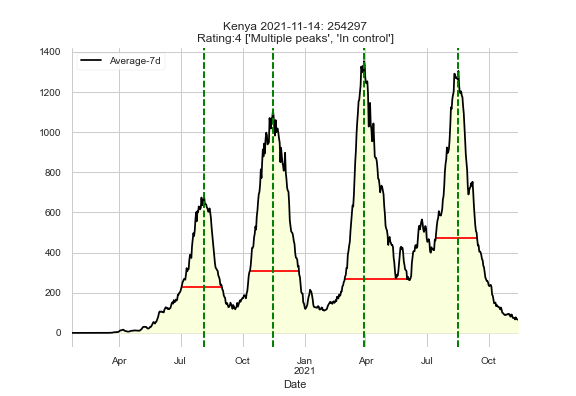 Kenya 2021-11-14: 254297
Rating:4 ['Multiple peaks', 'In control']
Average-7d
1400
1200
1000
800
600
400
200
0
Apr
Jul
Oct
Jan
2021
Apr
Jul
Oct
Date